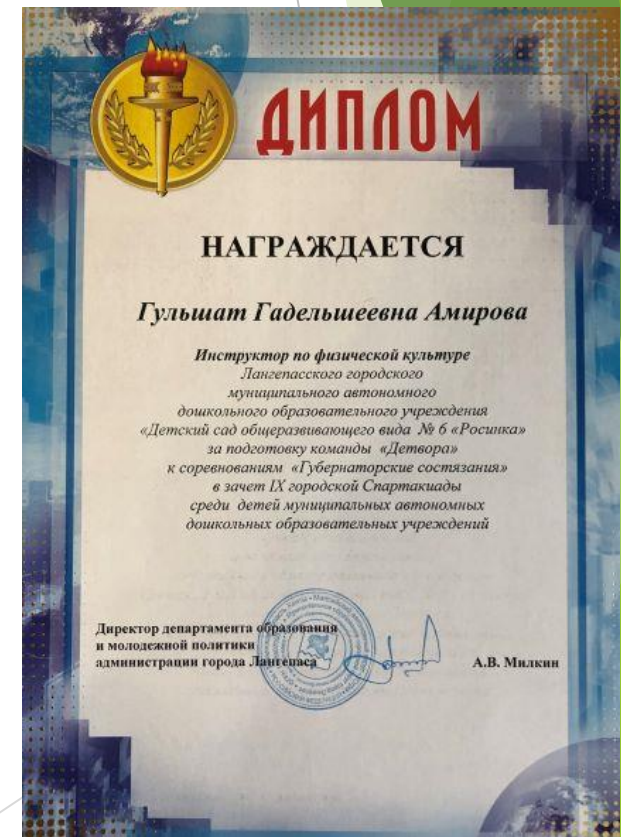 ДИПЛОМ
НАГРАЖДАЕТСЯ
Гульшат Гадельшеевна Амирова
Инструктор по физической культуре
Лангепасского городского
муниципального автономного
дошкольного образовательного учреждения
«Детский сад общеразвивающего вида № 6 «Росинка»
за подготовку команды «Детвора»
к соревнованиям «Губернаторские состязания»
в зачет IX городской Спартакиады
среди детей муниципальных автономных
дошкольных образовательных учреждений
Директор департамента образования
и молодежной политики
администрации города Лангепаса
А.В. Милкин